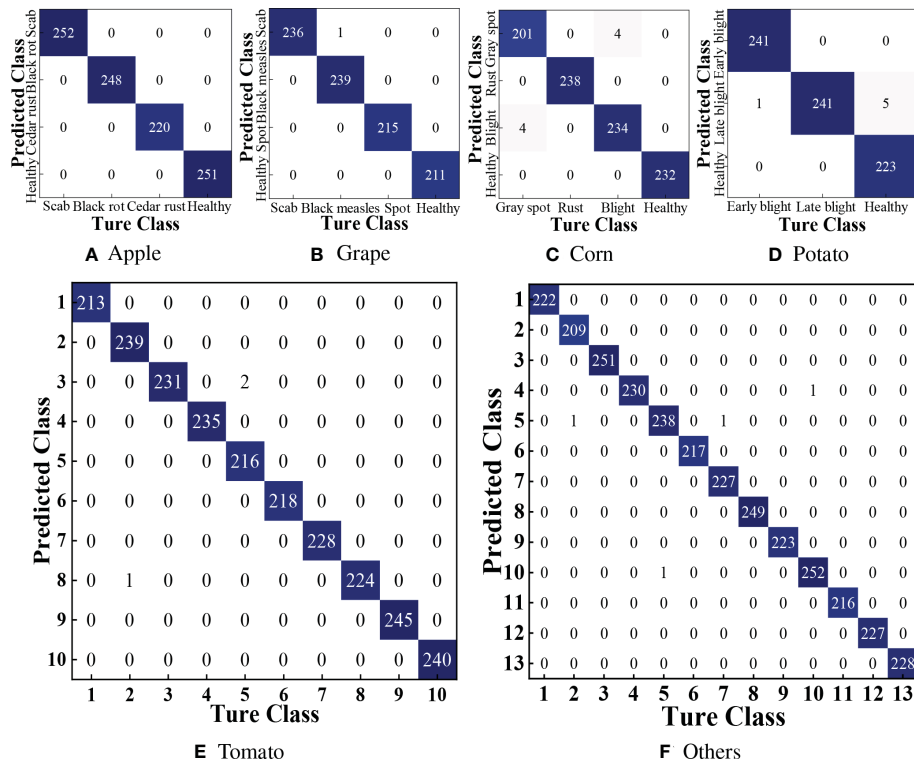 Predicted Class
Healthy Cedar rust Black rot Scab
252 0 0 0
0 248 0 0
0 0 220 0
0 0 0 251
Scab Black rot Cedar rust Healthy
Ture Class
A Apple
Predicted Class
Healthy Spot Black measles Scab
236 1 0 0
0 239 0 0
0 0 215 0
0 0 0 211
Scab Black measles Spot Healthy
Ture Class
B Grape
Predicted Class
Healthy Blight Rust Gray spot
201 0 4 0
0 238 0 0
4 0 234 0
0 0 0 232
Gray spot Rust Blight Healthy
Ture Class
C Corn
Predicted Class
Healthy Late blight Early blight
241 0 0
1 241 5
0 0 223
Early blight Late blight Healthy
Ture Class
D Potato
Predicted Class
1 213 0 0 0 0 0 0 0 0 0
2 0 239 0 0 0 0 0 0 0 0
3 0 0 231 0 2 0 0 0 0 0
4 0 0 0 235 0 0 0 0 0 0
5 0 0 0 0 216 0 0 0 0 0
6 0 0 0 0 0 218 0 0 0 0
7 0 0 0 0 0 0 228 0 0 0
8 0 1 0 0 0 0 0 224 0 0
9 0 0 0 0 0 0 0 0 245 0
10 0 0 0 0 0 0 0 0 0 240
1 2 3 4 5 6 7 8 9 10
Ture Class
E Tomato
Predicted Class
1 222 0 0 0 0 0 0 0 0 0 0 0 0
2 0 209 0 0 0 0 0 0 0 0 0 0 0
3 0 0 251 0 0 0 0 0 0 0 0 0 0
4 0 0 0 230 0 0 0 0 0 1 0 0 0
5 0 1 0 0 238 0 1 0 0 0 0 0 0
6 0 0 0 0 0 217 0 0 0 0 0 0 0
7 0 0 0 0 0 0 227 0 0 0 0 0 0
8 0 0 0 0 0 0 0 249 0 0 0 0 0
9 0 0 0 0 0 0 0 0 223 0 0 0 0
10 0 0 0 0 1 0 0 0 0 252 0 0 0
11 0 0 0 0 0 0 0 0 0 0 216 0 0
12 0 0 0 0 0 0 0 0 0 0 0 227 0
13 0 0 0 0 0 0 0 0 0 0 0 0 228
1 2 3 4 5 6 7 8 9 10 11 12 13
Ture Class
F Others